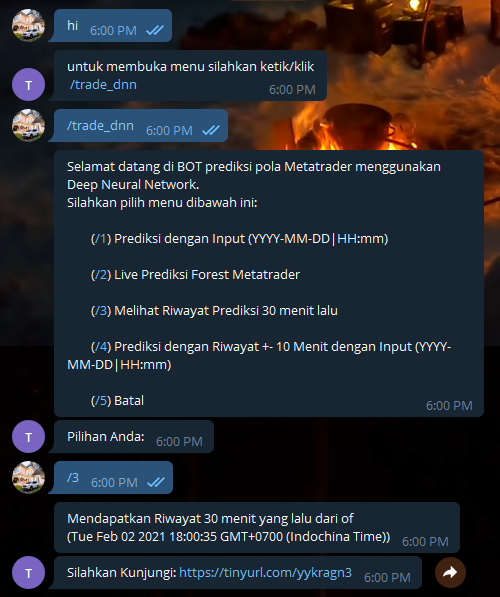 hi 6:00 PM
untuk membuka menu silahkan ketik/klik
/trade_dnn 6:00 PM
T
/trade_dnn 6:00 PM
Selamat datang di BOT prediksi pola Metatrader menggunakan
Deep Neural Network.
Silahkan pilih menu dibawah ini:
(/1) Prediksi dengan Input (YYYY-MM-DD|HH:mm)
(/2) Live Prediksi Forest Metatrader
(/3) Melihat Riwayat Prediksi 30 menit lalu
(/4) Prediksi dengan Riwayat +- 10 Menit dengan Input (YYYY-
MM-DD|HH:mm)
(/5) Batal
6:00 PM
T Pilihan Anda: 6:00 PM
/3 6:00 PM
Mendapatkan Riwayat 30 menit yang lalu dari of
(Tue Feb 02 2021 18:00:35 GMT+0700 (Indochina Time)) 6:00 PM
T Silahkan Kunjungi: https://tinyurl.com/yykragn3 6:00 PM